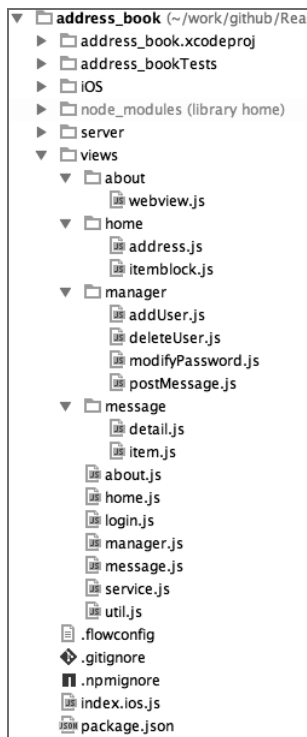 address_book (~/work/github/Rea
address_book.xcodeproj
address_bookTests
iOS
node_modules (library home)
server
views
about
webview.js
home
address.js
itemblock.js
manager
addUser.js
deleteUser.js
modifyPassword.js
postMessage.js
message
detail.js
item.js
about.js
home.js
login.js
manager.js
message.js
service.js
util.js
.flowconfig
.gitignore
.npmignore
index.ios.js
package.json